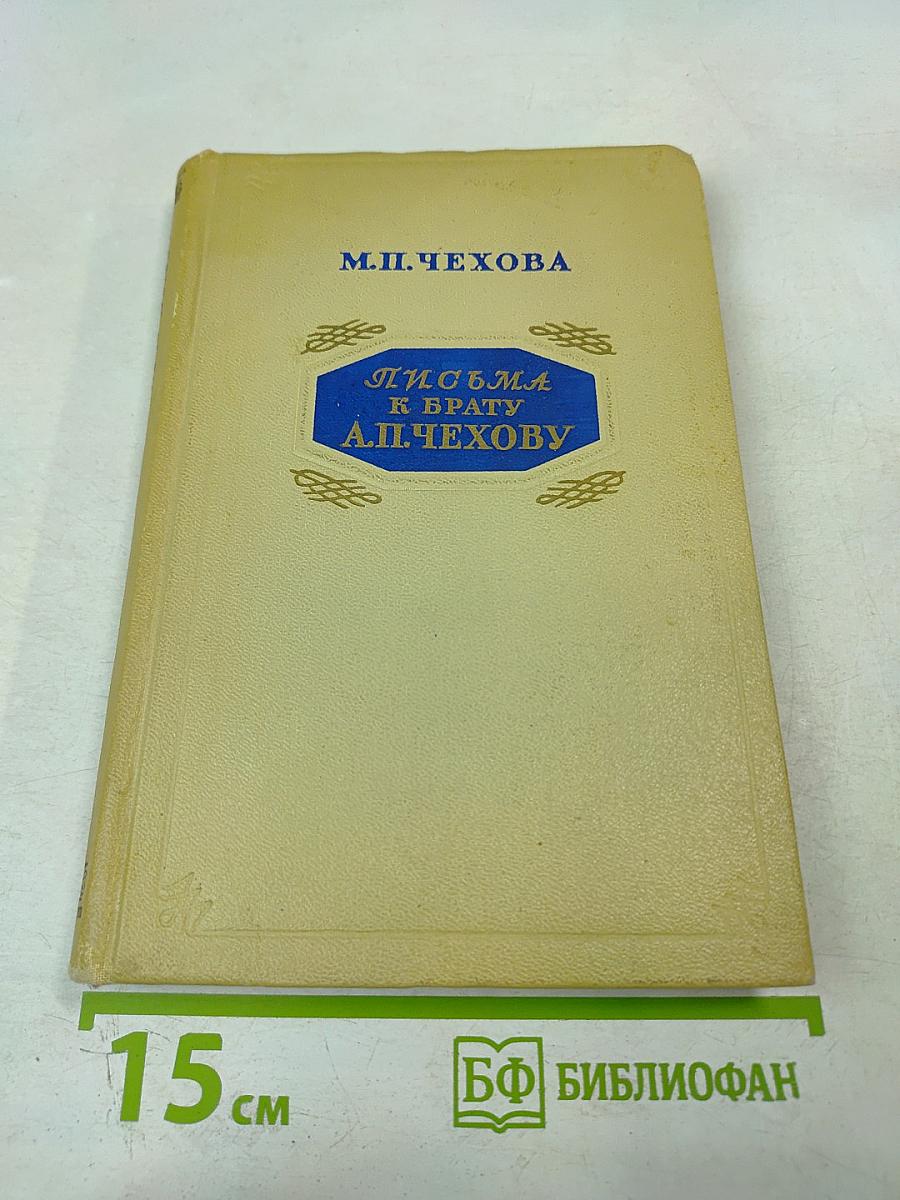 М.П.ЧЕХОВА
ПИСЬМА
К БРАТУ
А.П.ЧЕХОВУ
15 см
БФ БИБЛИОФАН